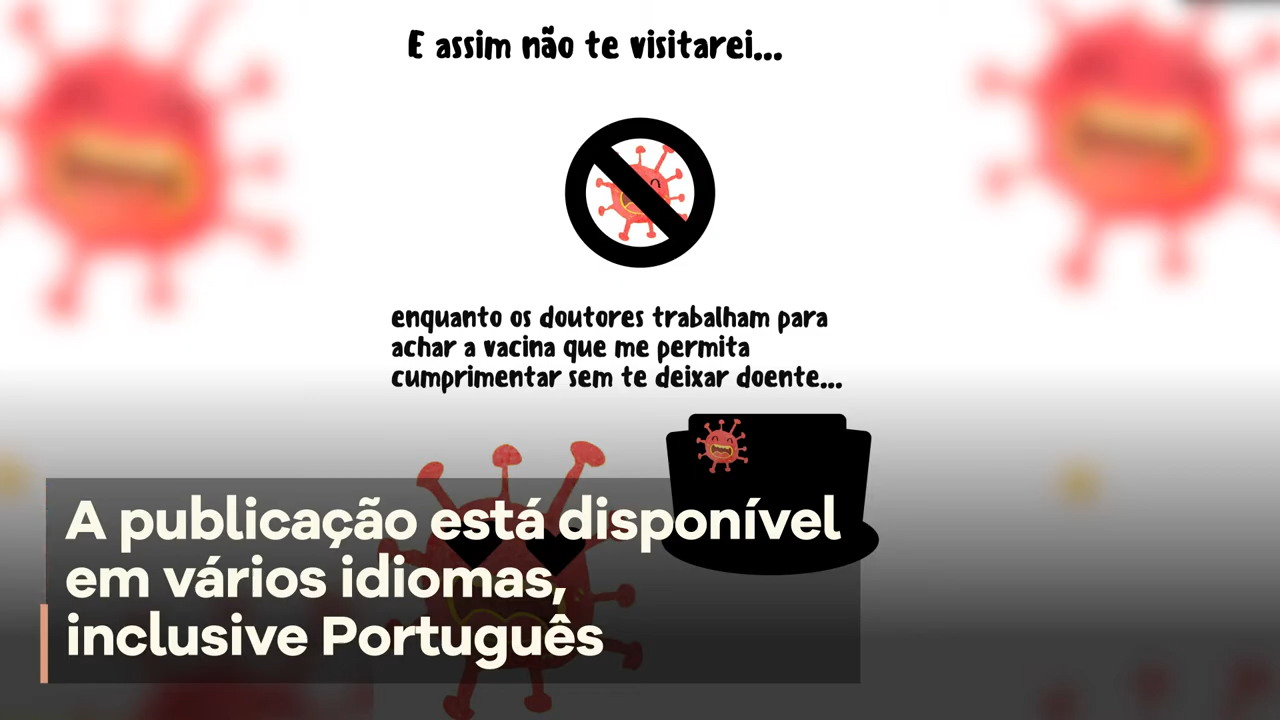 E assim não te visitarei...
enquanto os doutores trabalham para
achar a vacina que me permita
cumprimentar sem te deixar doente...
A publicação está disponível
em vários idiomas,
inclusive Português